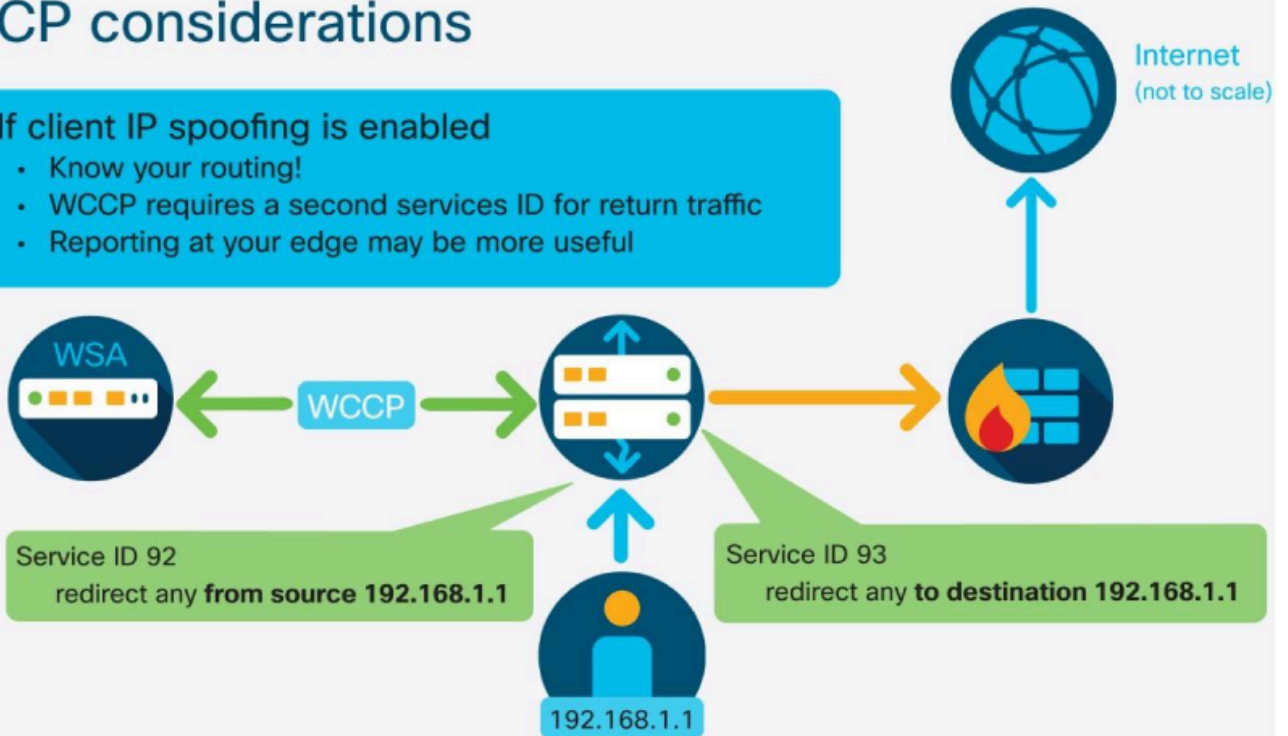 CP considerations
If client IP spoofing is enabled
• Know your routing!
• WCCP requires a second services ID for return traffic
• Reporting at your edge may be more useful
Internet
(not to scale)
WSA
WCCP
Service ID 92
redirect any from source 192.168.1.1
Service ID 93
redirect any to destination 192.168.1.1
192.168.1.1